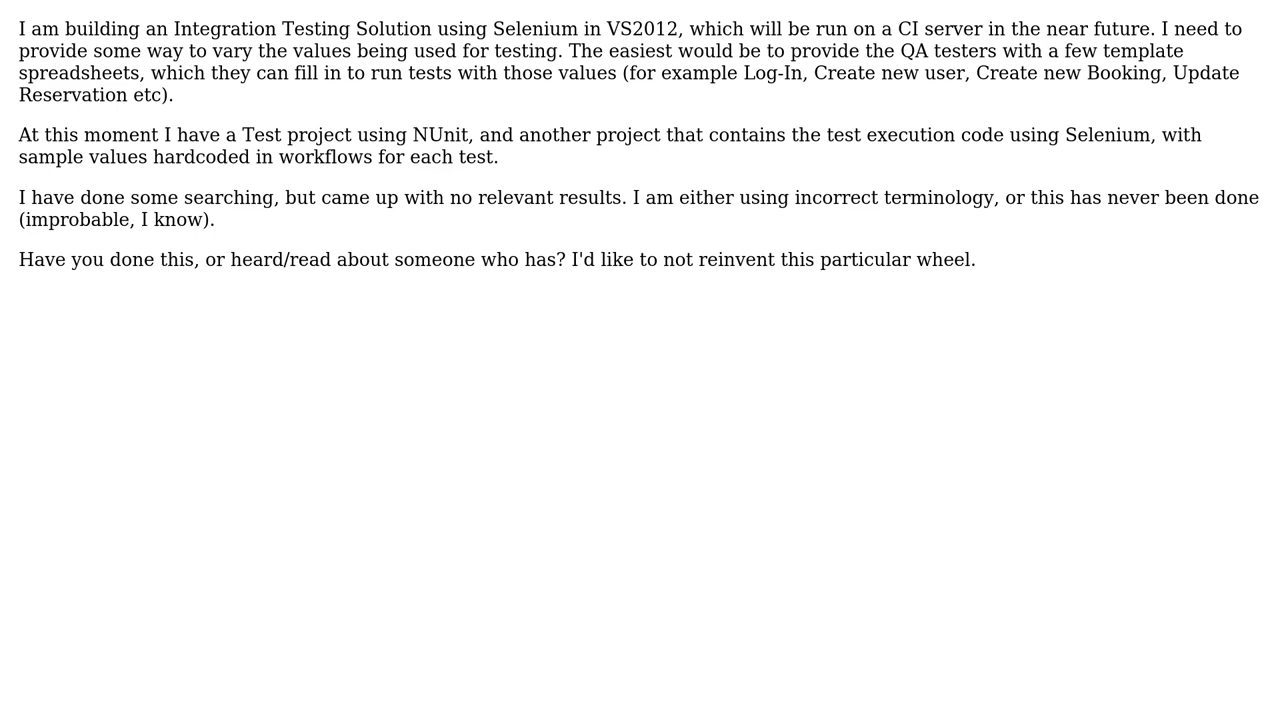 I am building an Integration Testing Solution using Selenium in VS2012, which will be run on a CI server in the near future. I need to
provide some way to vary the values being used for testing. The easiest would be to provide the QA testers with a few template
spreadsheets, which they can fill in to run tests with those values (for example Log-In, Create new user, Create new Booking, Update
Reservation etc).
At this moment I have a Test project using NUnit, and another project that contains the test execution code using Selenium, with
sample values hardcoded in workflows for each test.
I have done some searching, but came up with no relevant results. I am either using incorrect terminology, or this has never been done
(improbable, I know).
Have you done this, or heard/read about someone who has? I'd like to not reinvent this particular wheel.